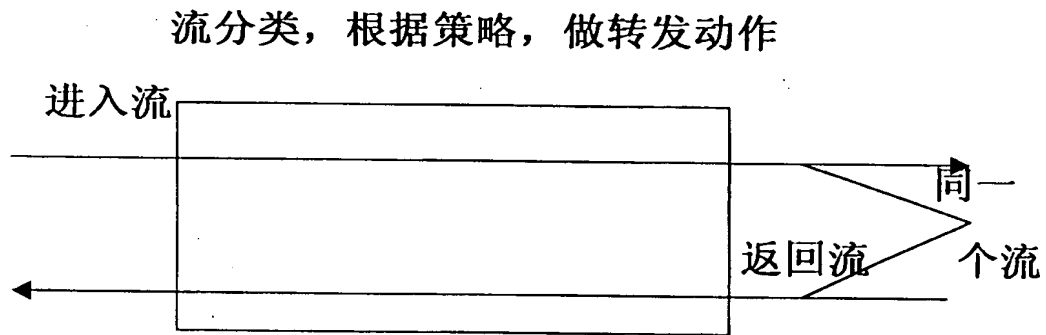 流分类，根据策略，做转发动作
进入流
同一
返回流
个流